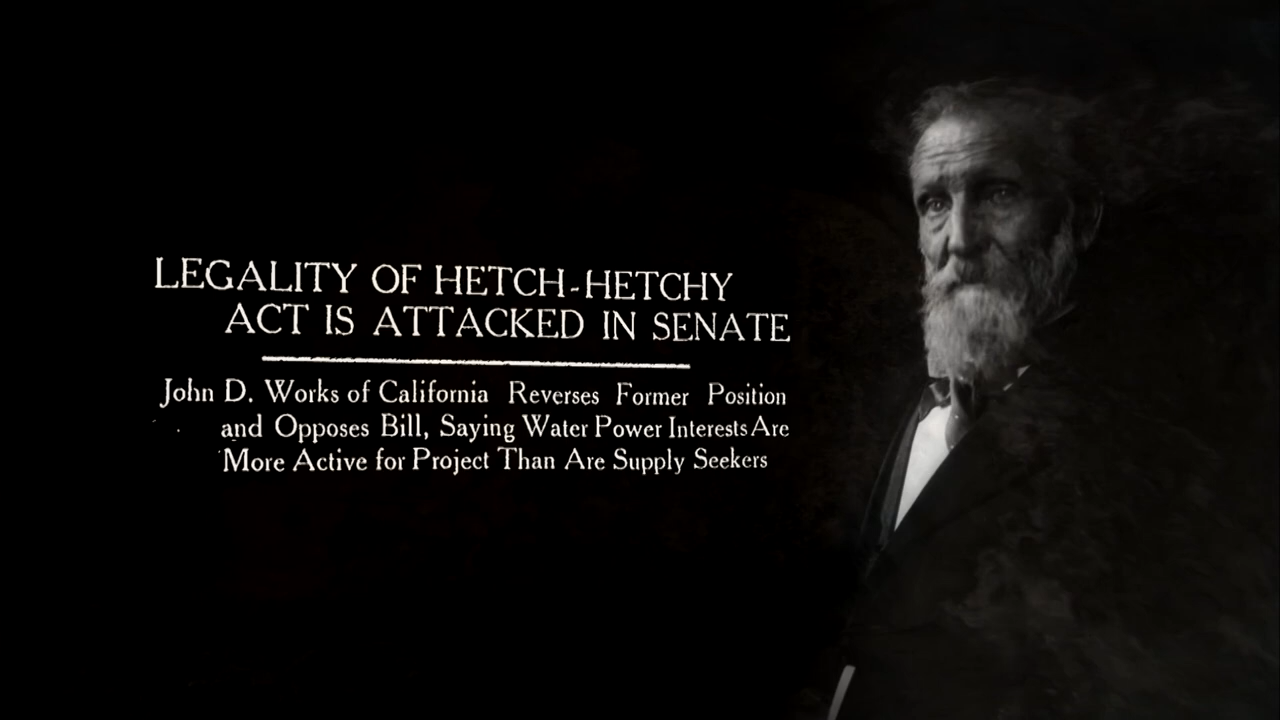 LEGALITY OF HETCH-HETCHY
ACT IS ATTACKED IN SENATE
John D. Works of California Reverses Former Position
and Opposes Bill, Saying Water Power Interests Are
More Active for Project Than Are Supply Seekers